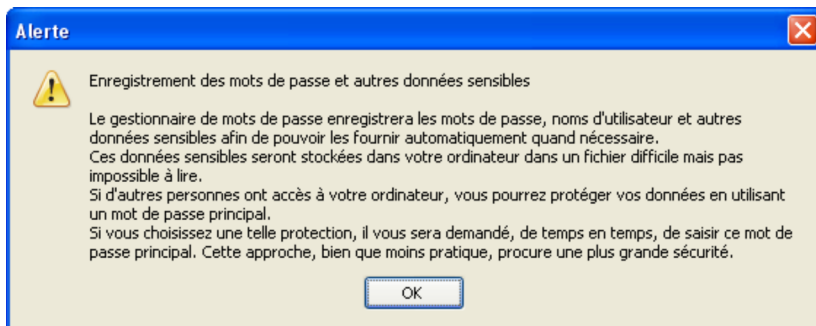 Alerte
Enregistrement des mots de passe et autres données sensibles
Le gestionnaire de mots de passe enregistrera les mots de passe, noms d'utilisateur et autres
données sensibles afin de pouvoir les fournir automatiquement quand nécessaire.
Ces données sensibles seront stockées dans votre ordinateur dans un fichier difficile mais pas
impossible à lire.
Si d'autres personnes ont accès à votre ordinateur, vous pourrez protéger vos données en utilisant
un mot de passe principal.
Si vous choisissez une telle protection, il vous sera demandé, de temps en temps, de saisir ce mot de
passe principal. Cette approche, bien que moins pratique, procure une plus grande sécurité.
OK